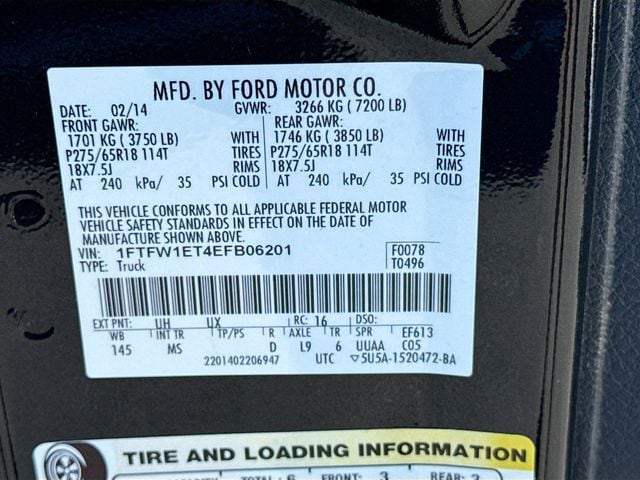 MFD. BY FORD MOTOR CO.
DATE: 02/14 GVWR: 3266 KG ( 7200 LB)
FRONT GAWR: REAR GAWR:
1701 KG ( 3750 LB) WITH 1746 KG ( 3850 LB) WITH
P275/65R18 114T TIRES P275/65R18 114T TIRES
18X7.5J RIMS 18X7.5J RIMS
AT 240 kPa/ 35 PSI COLD AT 240 kPa/ 35 PSI COLD
THIS VEHICLE CONFORMS TO ALL APPLICABLE FEDERAL MOTOR
VEHICLE SAFETY STANDARDS IN EFFECT ON THE DATE OF
MANUFACTURE SHOWN ABOVE.
VIN: 1FTFW1ET4EFB06201 F0078
TYPE: Truck T0496
EXT PNT: UH UX RC: 16 DSO:
WB INT TR TP/PS R AXLE TR SPR EF613
145 MS D L9 6 UUAA C05
2201402206947 UTC ▽5U5A-1520472-BA
TIRE AND LOADING INFORMATION
TOTAL: 6 FRONT: 3 REAR: